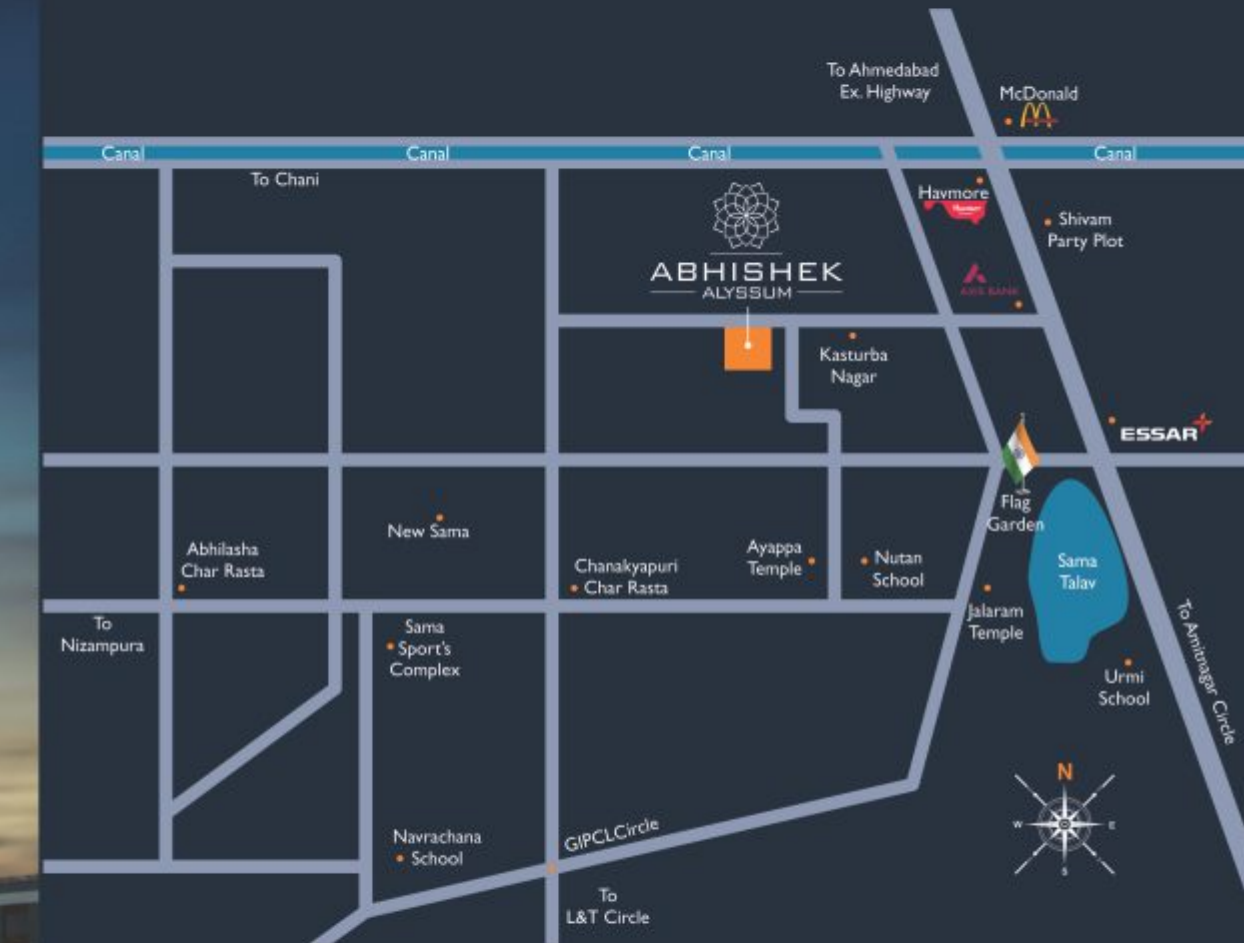 To Ahmedabad
Ex. Highway
McDonald
Canal
Canal
Canal
Canal
To Chani
Havmore
Shivam
Party Plot
ABHISHEK
ALYSSUM
AXIS BANK
Kasturba
Nagar
ESSAR
Flag
Garden
New Sama
Abhilasha
Char Rasta
Chanakyapuri
Char Rasta
Ayappa
Temple
Nutan
School
Sama
Talav
To
Nizampura
Sama
Sport's
Complex
Jalaram
Temple
To Amitnagar Circle
Urmi
School
N
W
E
S
GIPCLCircle
Navrachana
School
To
L&T Circle